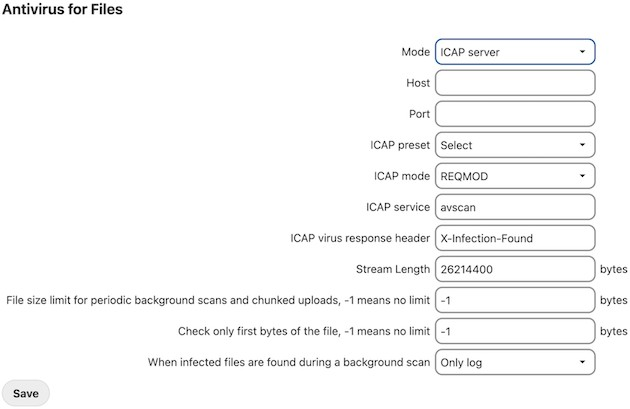 Antivirus for Files
Mode ICAP server
Host
Port
ICAP preset Select
ICAP mode REQMOD
ICAP service avscan
ICAP virus response header X-Infection-Found
Stream Length 26214400 bytes
File size limit for periodic background scans and chunked uploads, -1 means no limit -1 bytes
Check only first bytes of the file, -1 means no limit -1 bytes
When infected files are found during a background scan Only log
Save